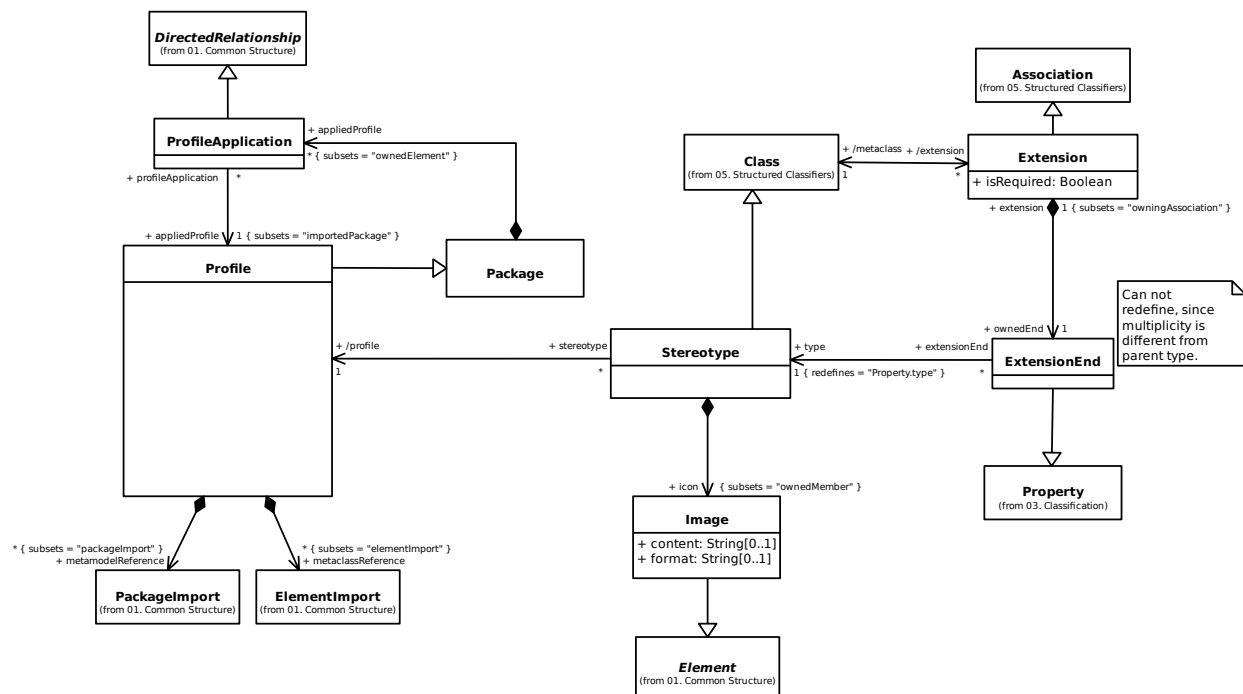 DirectedRelationship
(from 01. Common Structure)
Association
(from 05. Structured Classifiers)
ProfileApplication
+ appliedProfile
* { subsets = "ownedElement" }
+ profileApplication
*
Class
(from 05. Structured Classifiers)
+ /metaclass
1
+ /extension
*
Extension
+ isRequired: Boolean
+ extension
1 { subsets = "owningAssociation" }
+ appliedProfile
1 { subsets = "importedPackage" }
Profile
Package
Can not
redefine, since
multiplicity is
different from
parent type.
+ /profile
1
+ stereotype
*
Stereotype
+ type
1 { redefines = "Property.type" }
+ extensionEnd
*
+ ownedEnd
1
ExtensionEnd
+ icon
{ subsets = "ownedMember" }
Property
(from 03. Classification)
Image
+ content: String[0..1]
+ format: String[0..1]
* { subsets = "packageImport" }
+ metamodelReference
* { subsets = "elementImport" }
+ metaclassReference
PackageImport
(from 01. Common Structure)
ElementImport
(from 01. Common Structure)
Element
(from 01. Common Structure)